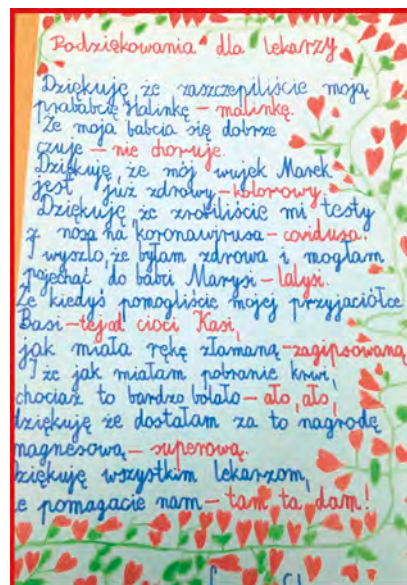 Podziękowania dla lekarzy
Dziękuję że zaszczepiliście moją
prababcię Halinkę – malinkę.
Że moja babcia się dobrze
czuje – nie choruje.
Dziękuję, że mój wujek Marek
jest już zdrowy – kolorowy.
Dziękuję że zrobiliście mi testy
z nosa na koronawirusa – covidusa.
I wyszło, że byłam zdrowa i mogłam
pojechać do babci Marysi – lalysi.
Że kiedyś pomogliście mojej przyjaciółce
Basi – tej od cioci Kasi,
jak miała rękę złamaną – zagipsowaną
I że jak miałam pobranie krwi,
chociaż to bardzo bolało – ało, ało,
dziękuję że dostałam za to nagrodę
magnesową – superową.
ziękuję wszystkim lekarzom,
e pomagacie nam – tam ta dam!